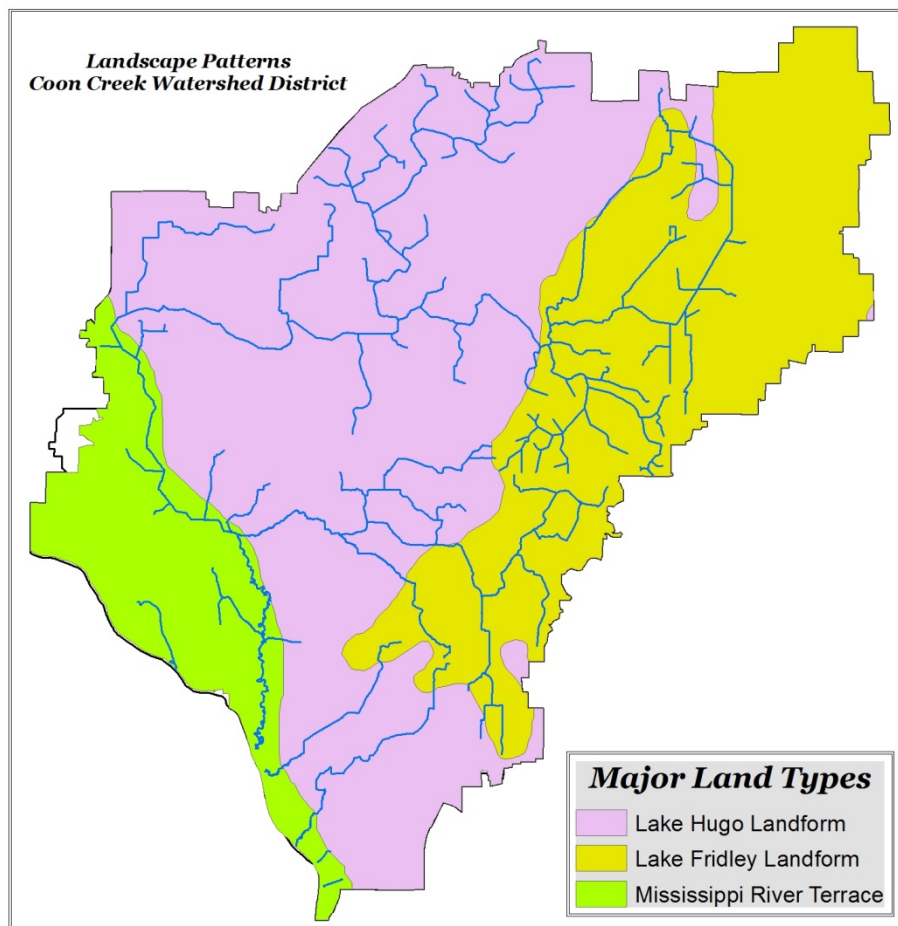 Landscape Patterns
Coon Creek Watershed District
Major Land Types
Lake Hugo Landform
Lake Fridley Landform
Mississippi River Terrace